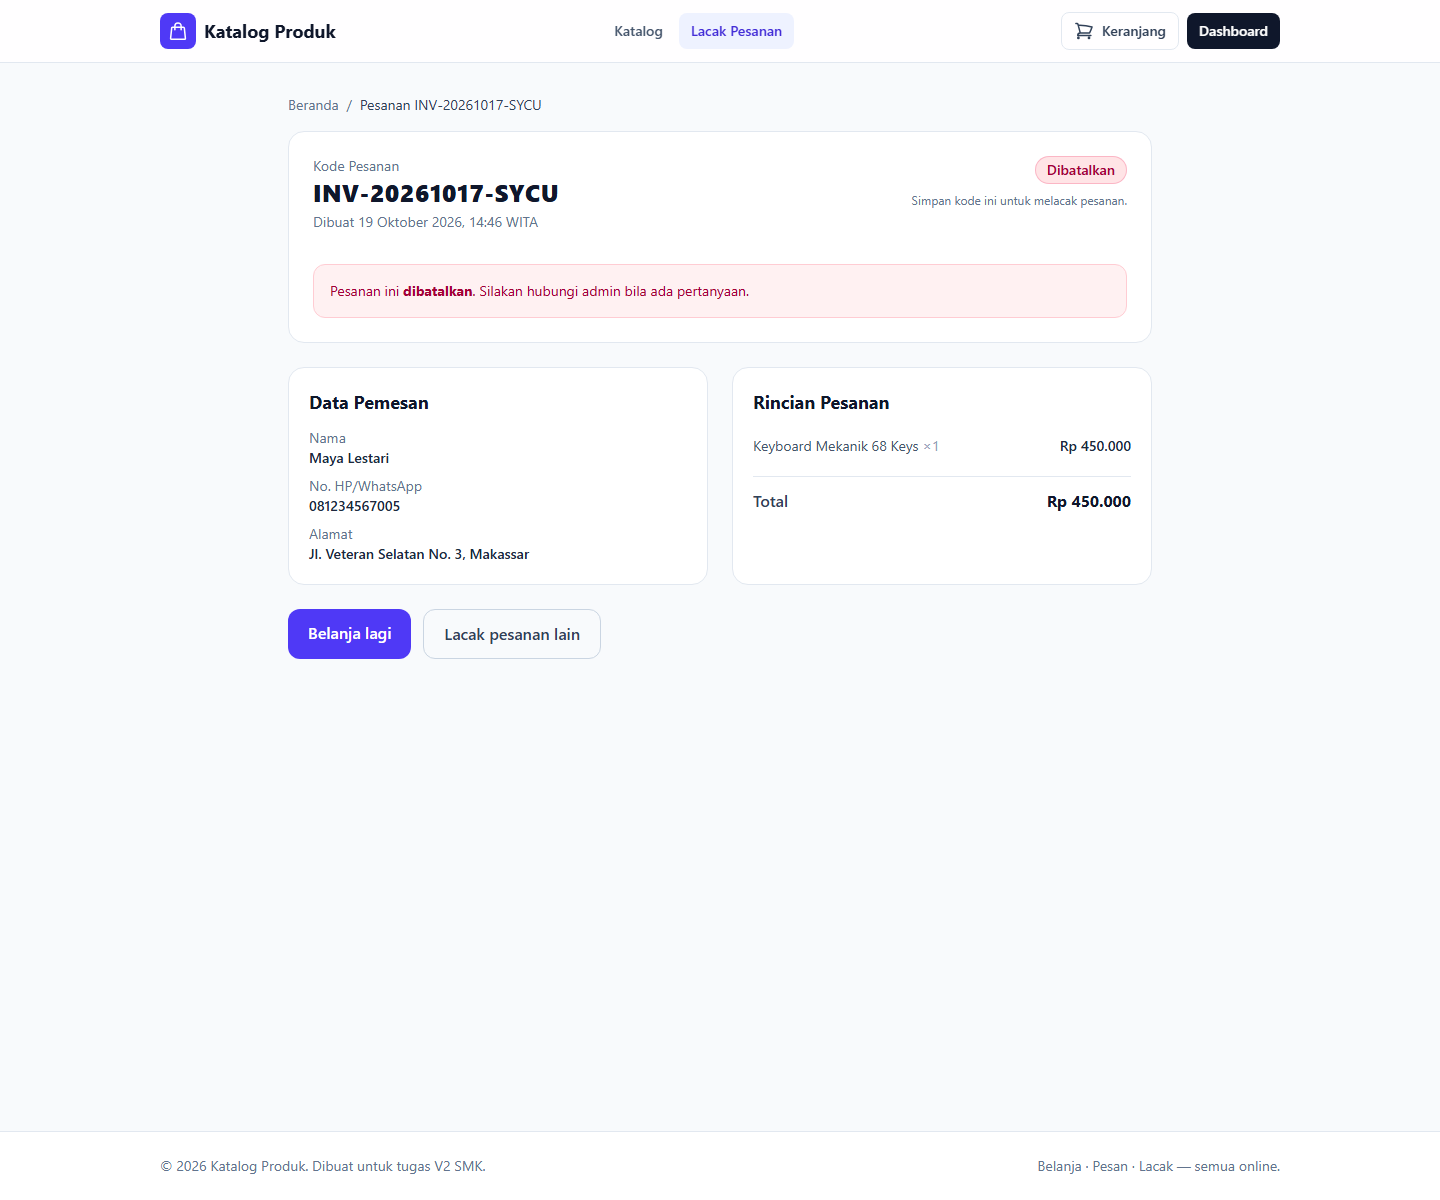 Katalog Produk
Katalog
Lacak Pesanan
Keranjang
Dashboard
Beranda / Pesanan INV-20261017-SYCU
Kode Pesanan
INV-20261017-SYCU
Dibuat 19 Oktober 2026, 14:46 WITA
Dibatalkan
Simpan kode ini untuk melacak pesanan.
Pesanan ini dibatalkan. Silakan hubungi admin bila ada pertanyaan.
Data Pemesan
Nama
Maya Lestari
No. HP/WhatsApp
081234567005
Alamat
Jl. Veteran Selatan No. 3, Makassar
Rincian Pesanan
Keyboard Mekanik 68 Keys ×1 Rp 450.000
Total Rp 450.000
Belanja lagi
Lacak pesanan lain
© 2026 Katalog Produk. Dibuat untuk tugas V2 SMK.
Belanja · Pesan · Lacak — semua online.